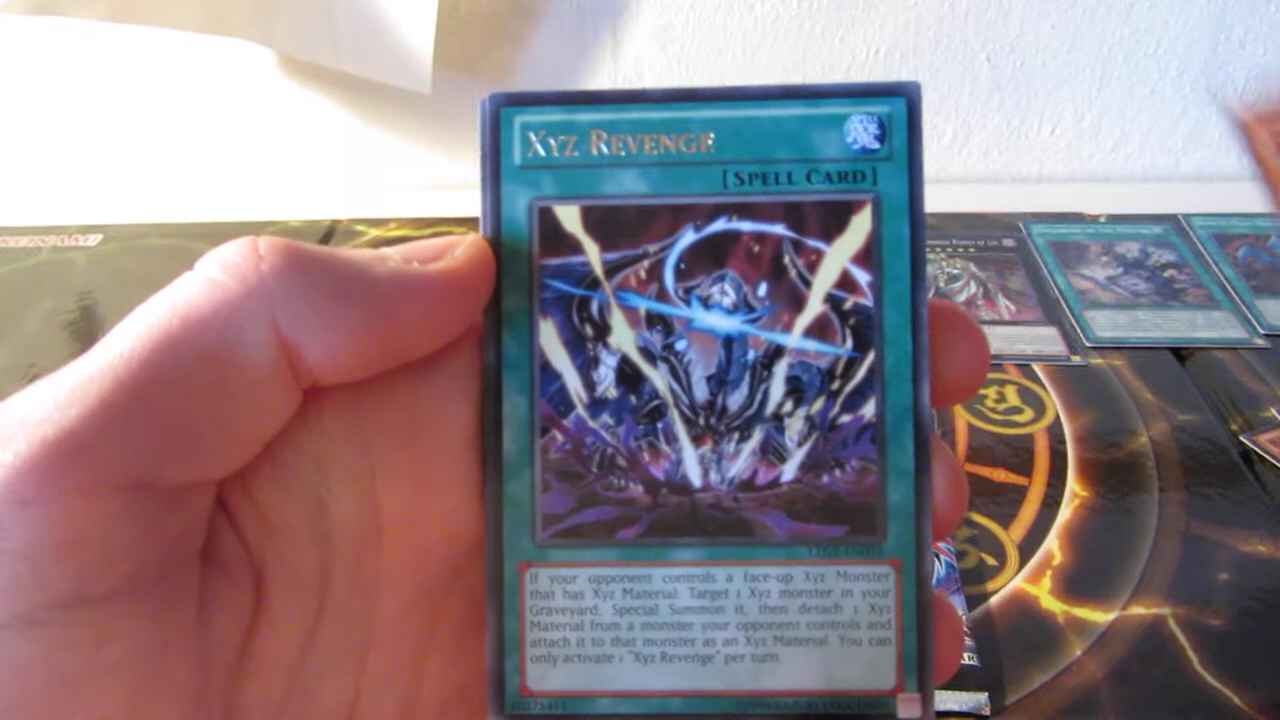 XYZ REVENGE
[SPELL CARD]
KONAMI
If your opponent controls a face-up Xyz Monster
that has Xyz Material: Target 1 Xyz monster in your
Graveyard; Special Summon it, then detach 1 Xyz
Material from a monster your opponent controls and
attach it to that monster as an Xyz Material. You can
only activate 1 "Xyz Revenge" per turn.